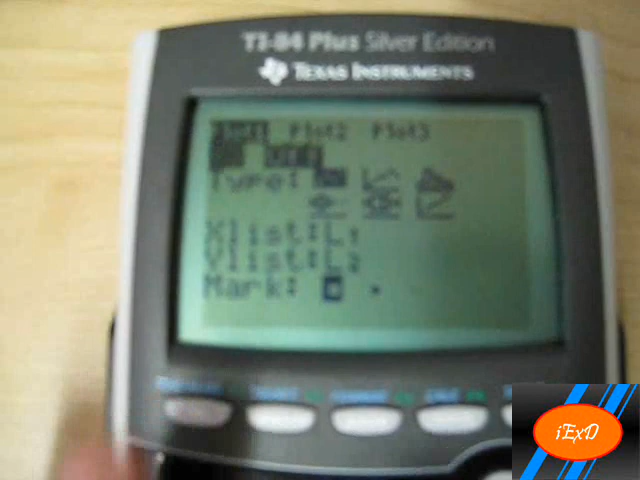 TI-84 Plus Silver Edition
TEXAS INSTRUMENTS
Plot1 Plot2 Plot3
On Off
Type:
Xlist:L1
Ylist:L2
Mark:
iExD